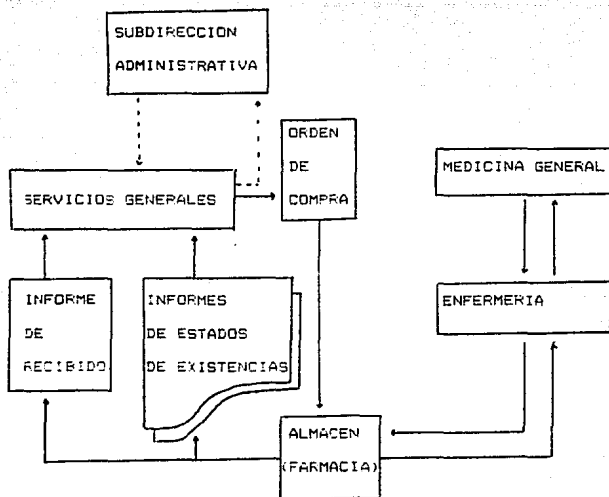 SUBDIRECCION
ADMINISTRATIVA
ORDEN
DE
COMPRA
MEDICINA GENERAL
SERVICIOS GENERALES
INFORME
DE
RECIBIDO
INFORMES
DE ESTADOS
DE EXISTENCIAS
ENFERMERIA
ALMACEN
(FARMACIA)